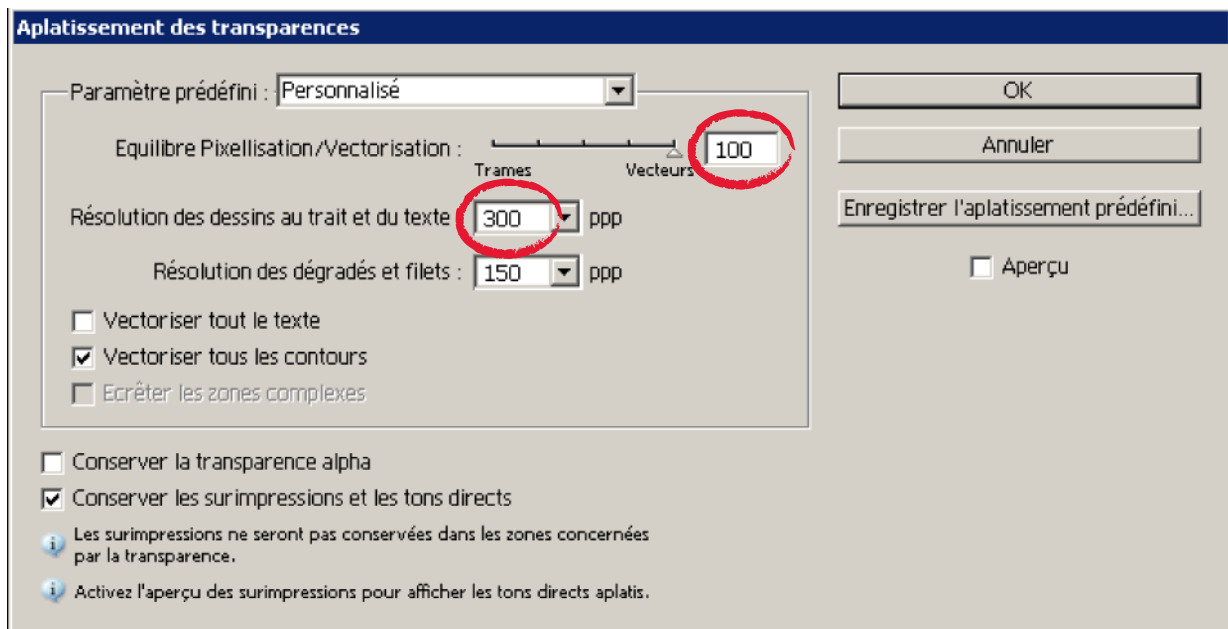 Aplatissement des transparences
Paramètre prédéfini : Personnalisé
OK
Equilibre Pixellisation/Vectorisation :
100
Trames
Vecteurs
Annuler
Résolution des dessins au trait et du texte
300
ppp
Enregistrer l'aplatissement prédéfini...
Résolution des dégradés et filets : 150 ppp
Aperçu
Vectoriser tout le texte
Vectoriser tous les contours
Ecrêter les zones complexes
Conserver la transparence alpha
Conserver les surimpressions et les tons directs
Les surimpressions ne seront pas conservées dans les zones concernées
par la transparence.
Activez l'aperçu des surimpressions pour afficher les tons directs aplatis.